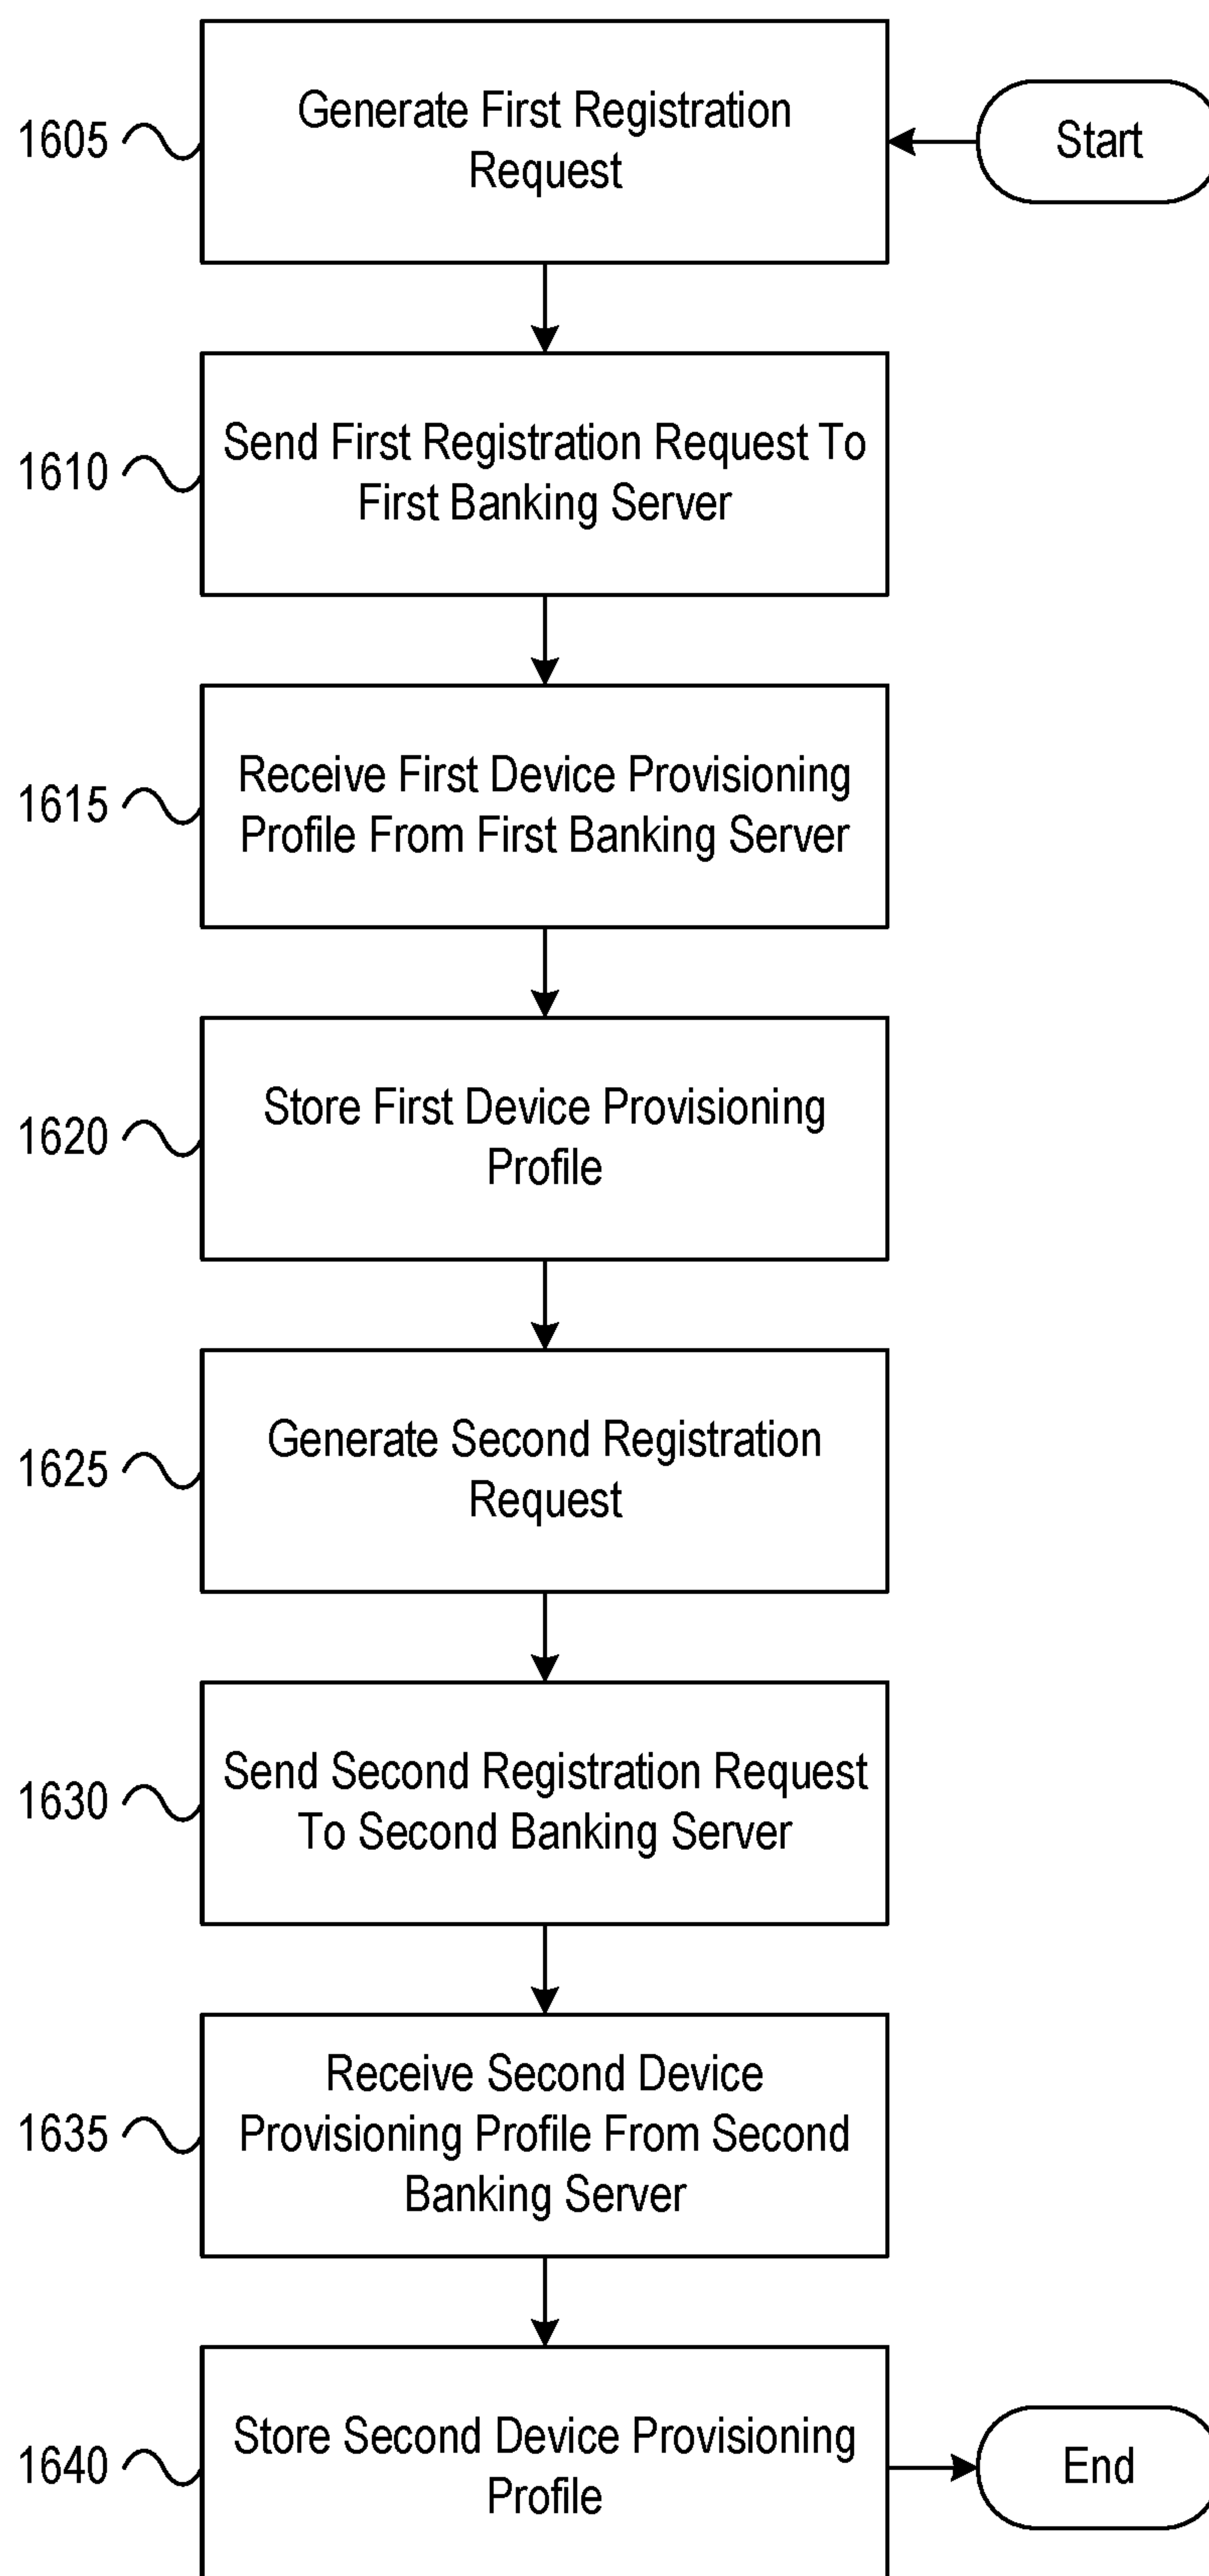 Generate First Registration
Request
1605
Start
Send First Registration Request To
First Banking Server
1610
Receive First Device Provisioning
Profile From First Banking Server
1615
Store First Device Provisioning
Profile
1620
Generate Second Registration
Request
1625
Send Second Registration Request
To Second Banking Server
1630
Receive Second Device
Provisioning Profile From Second
Banking Server
1635
Store Second Device Provisioning
Profile
1640
End